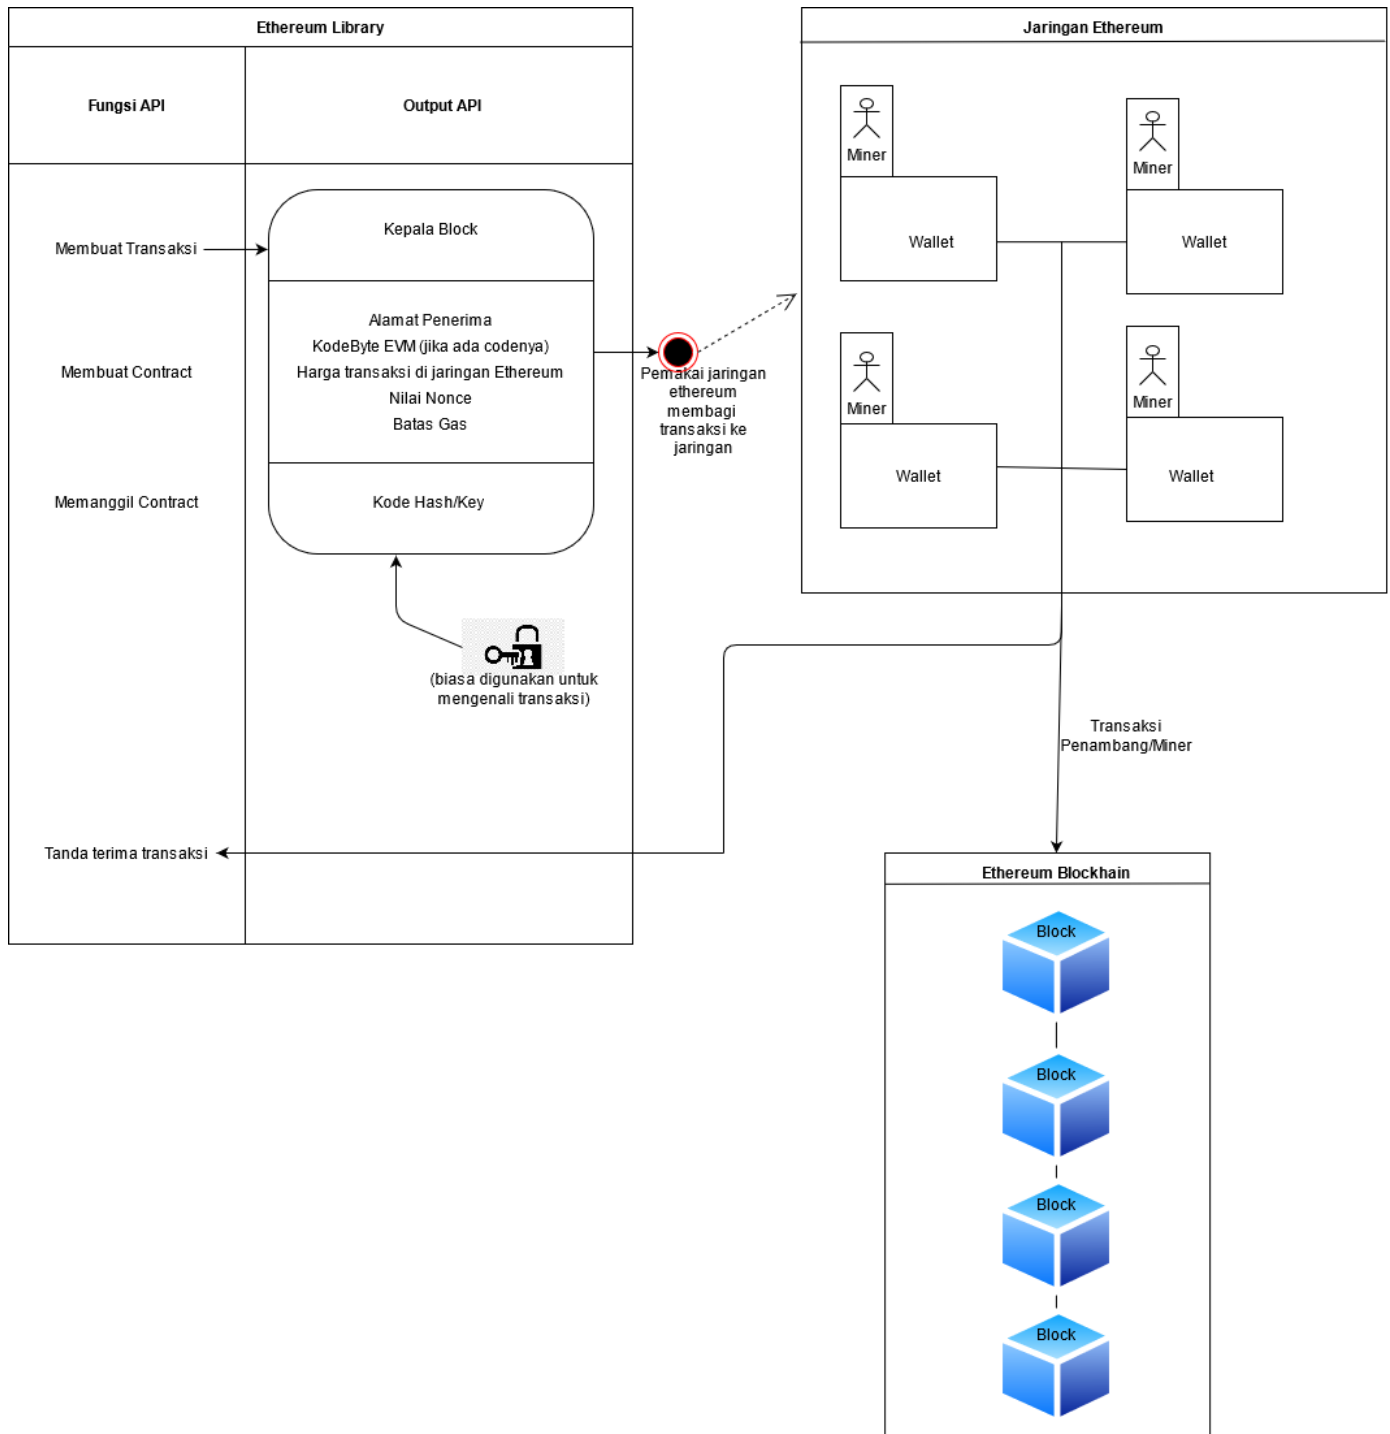 Ethereum Library
Fungsi API
Output API
Membuat Transaksi
Membuat Contract
Memanggil Contract
Tanda terima transaksi
Kepala Block
Alamat Penerima
KodeByte EVM (jika ada codenya)
Harga transaksi di jaringan Ethereum
Nilai Nonce
Batas Gas
Kode Hash/Key
(biasa digunakan untuk
mengenali transaksi)
Pemakai jaringan
ethereum
membagi
transaksi ke
jaringan
Jaringan Ethereum
Miner
Wallet
Miner
Wallet
Miner
Wallet
Miner
Wallet
Transaksi
Penambang/Miner
Ethereum Blockhain
Block
Block
Block
Block